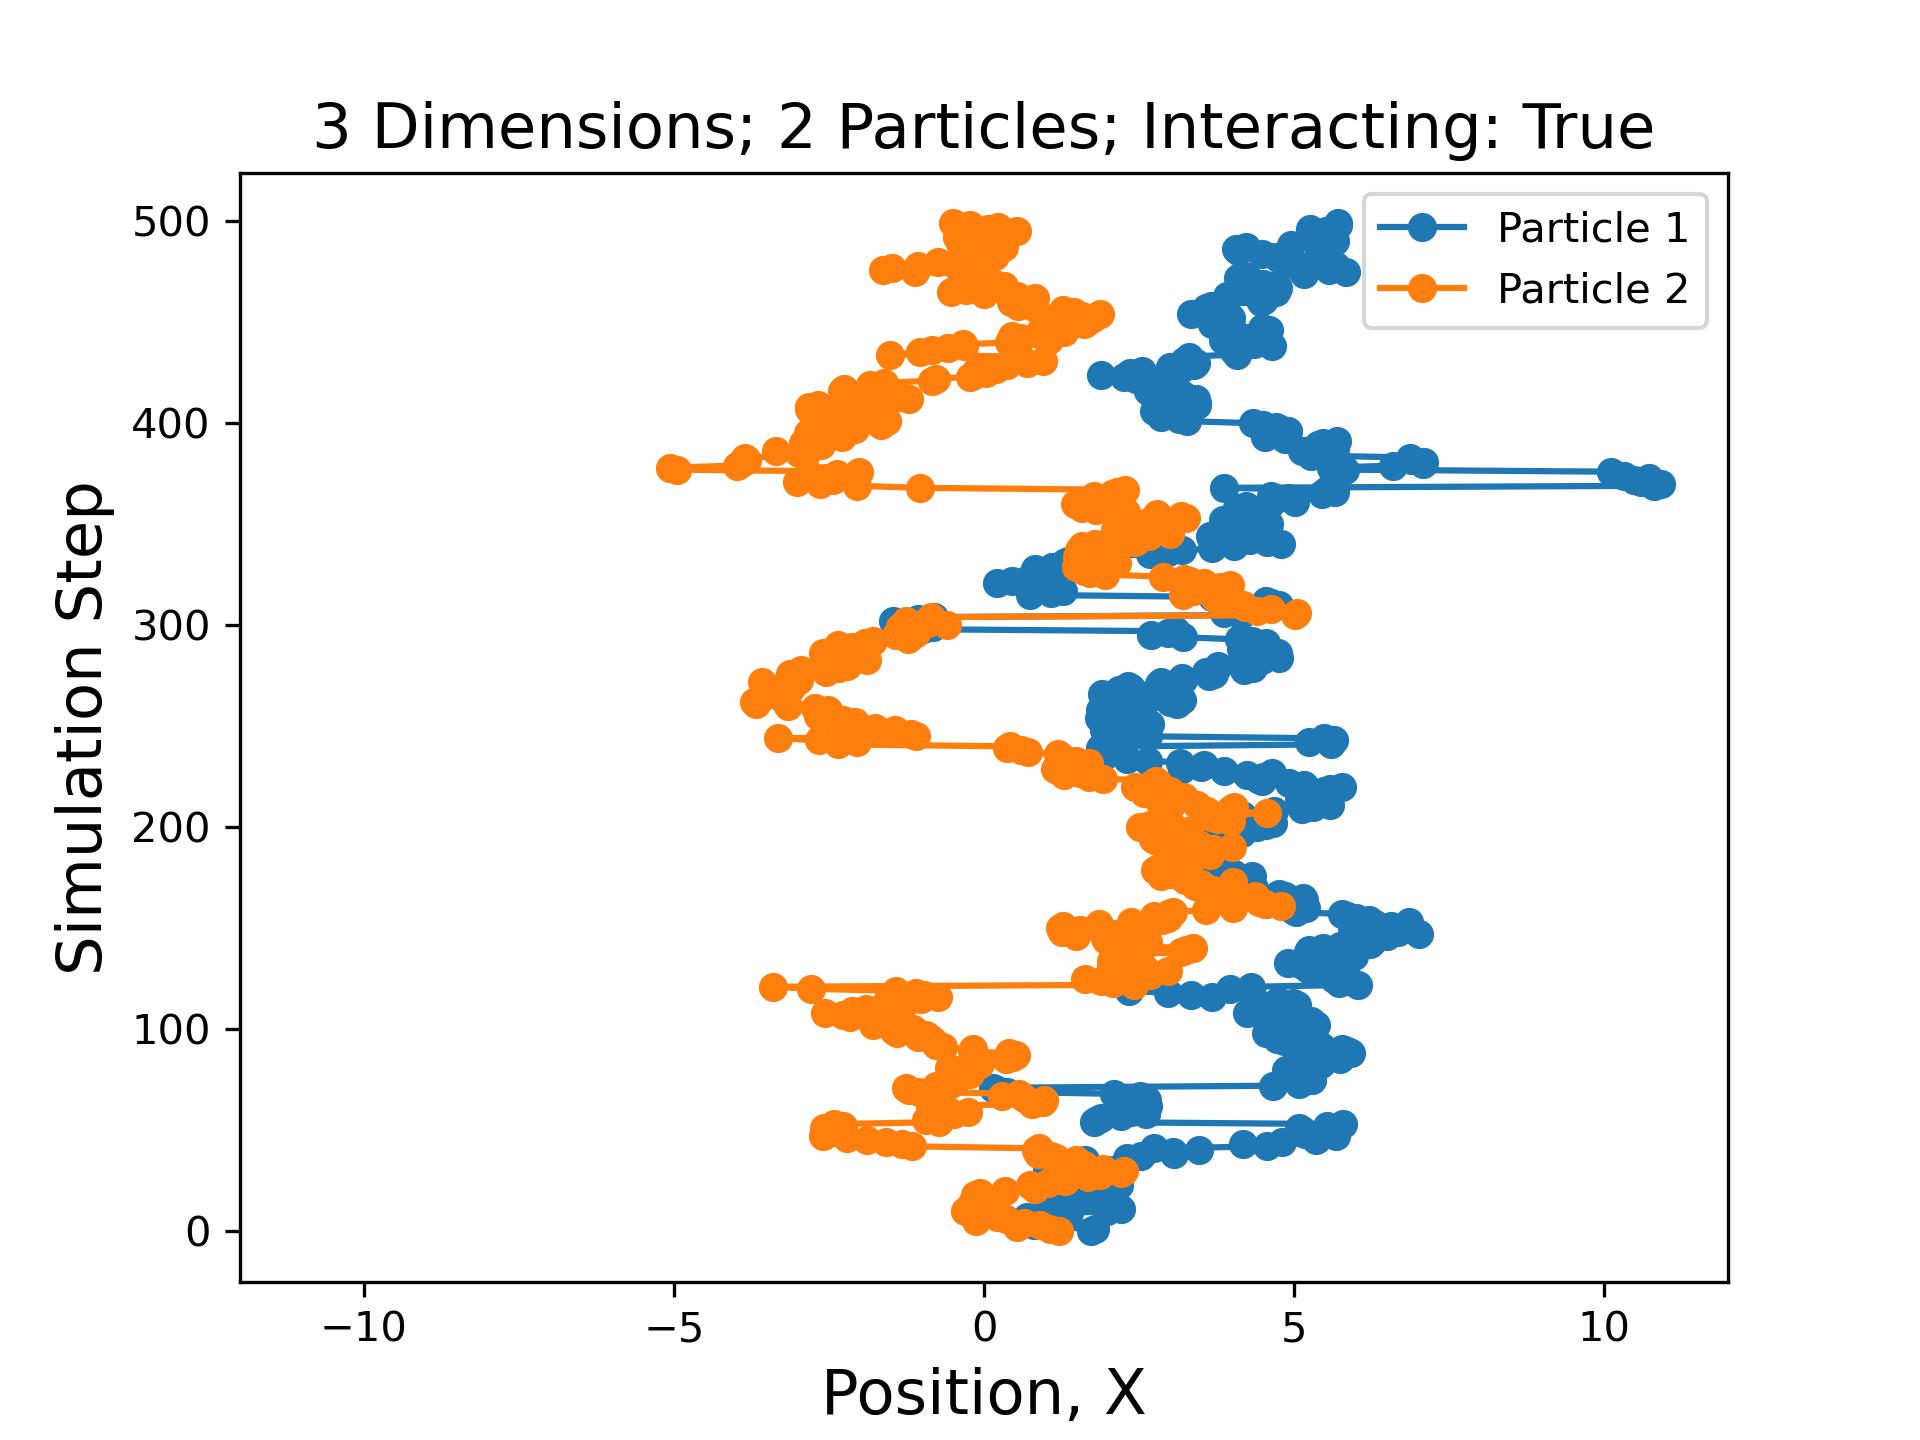 3 Dimensions; 2 Particles; Interacting: True
Particle 1
Particle 2
Simulation Step
500
400
300
200
100
0
−10 −5 0 5 10
Position, X